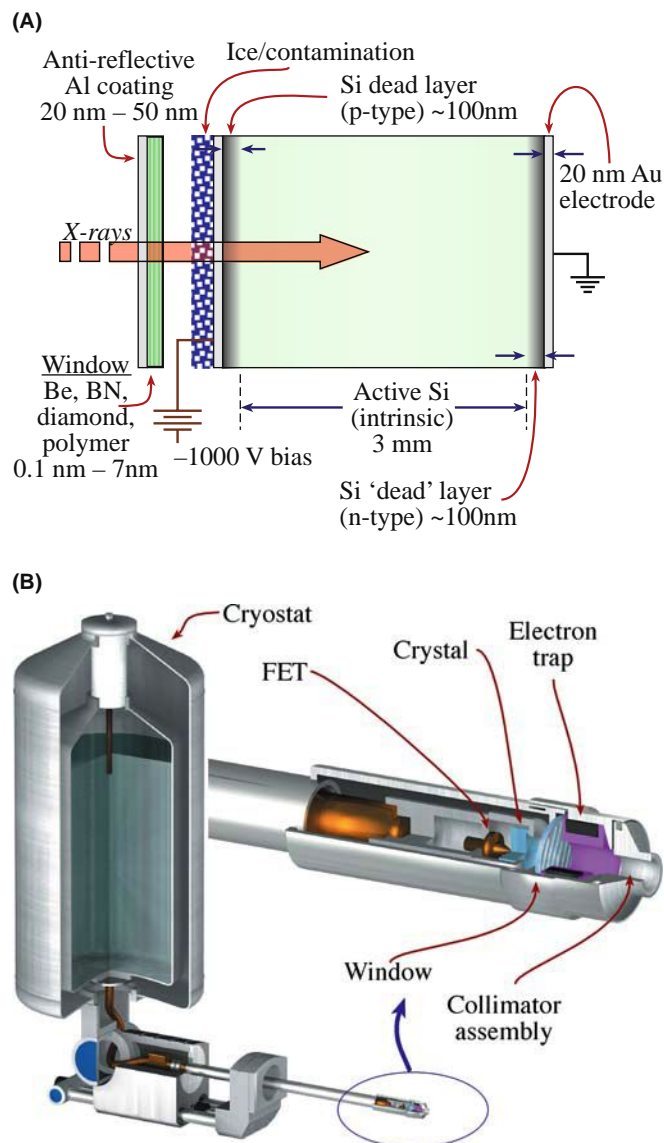 (A)
Ice/contamination
Anti-reflective
Al coating
20 nm – 50 nm
Si dead layer
(p-type) ~100nm
20 nm Au
electrode
X-rays
Window
Be, BN,
diamond,
polymer
0.1 nm – 7nm
–1000 V bias
Active Si
(intrinsic)
3 mm
Si ‘dead’ layer
(n-type) ~100nm
(B)
Cryostat
FET
Crystal
Electron
trap
Window
Collimator
assembly